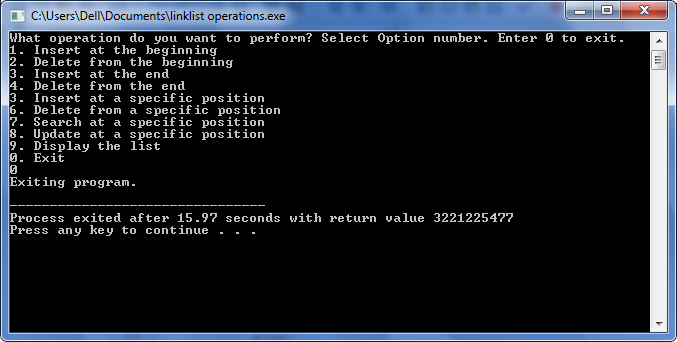 C:\Users\Dell\Documents\linklist operations.exe
What operation do you want to perform? Select Option number. Enter 0 to exit.
1. Insert at the beginning
2. Delete from the beginning
3. Insert at the end
4. Delete from the end
3. Insert at a specific position
6. Delete from a specific position
7. Search at a specific position
8. Update at a specific position
9. Display the list
0. Exit
0
Exiting program.
--------------------------------
Process exited after 15.97 seconds with return value 3221225477
Press any key to continue . . .